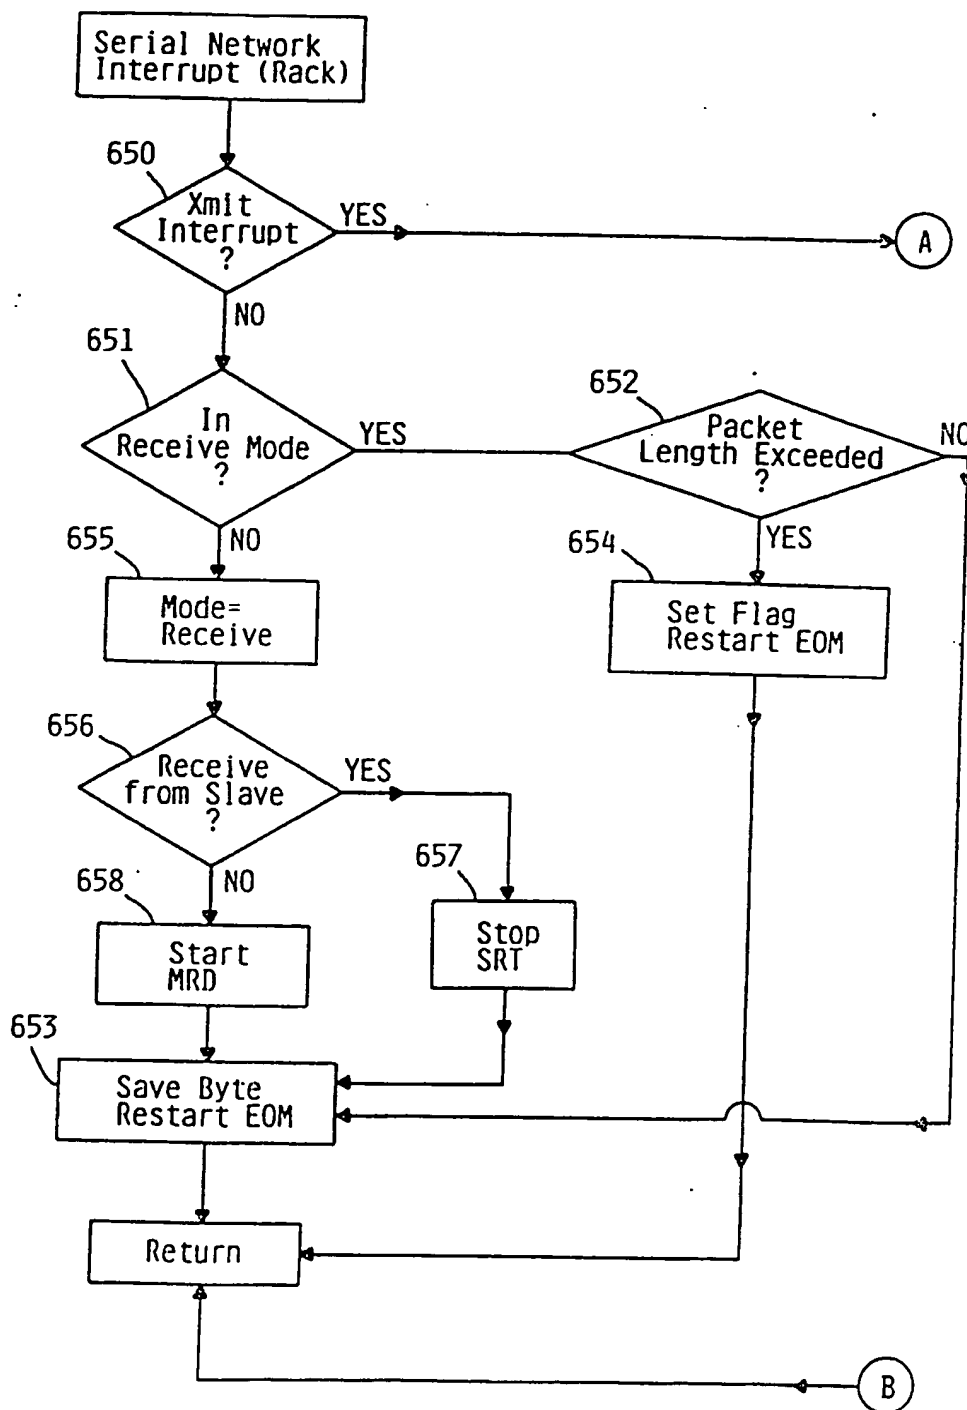 Serial Network
Interrupt (Rack)
650
Xmit
Interrupt
?
YES
A
NO
651
In
Receive Mode
?
YES
652
Packet
Length Exceeded
?
NO
YES
NO
655
Mode=
Receive
654
Set Flag
Restart EOM
656
Receive
from Slave
?
YES
NO
657
Stop
SRT
658
Start
MRD
653
Save Byte
Restart EOM
Return
B